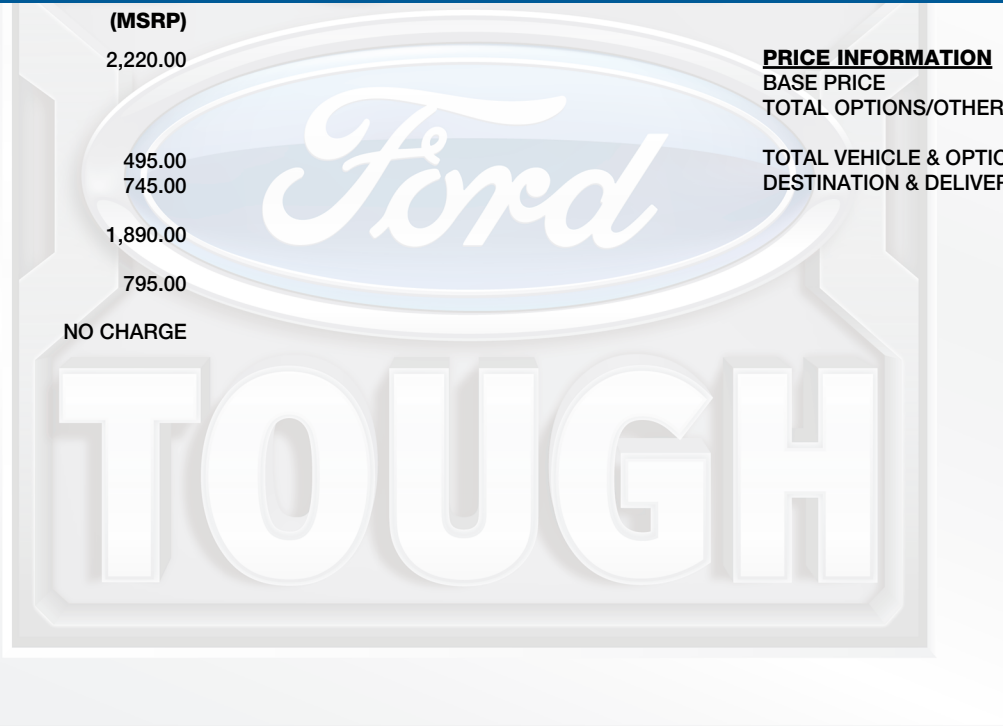 (MSRP)
2,220.00
495.00
745.00
1,890.00
795.00
NO CHARGE
PRICE INFORMATION
BASE PRICE
TOTAL OPTIONS/OTHER
TOTAL VEHICLE & OPTIO
DESTINATION & DELIVER
Ford
TOUGH